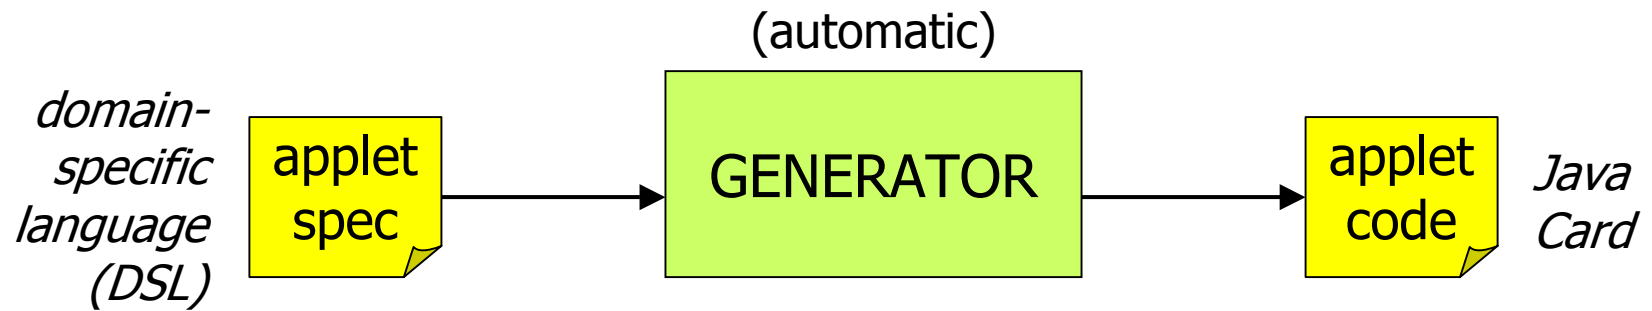 (automatic)
domain-
specific
language
(DSL)
applet
spec
GENERATOR
applet
code
Java
Card